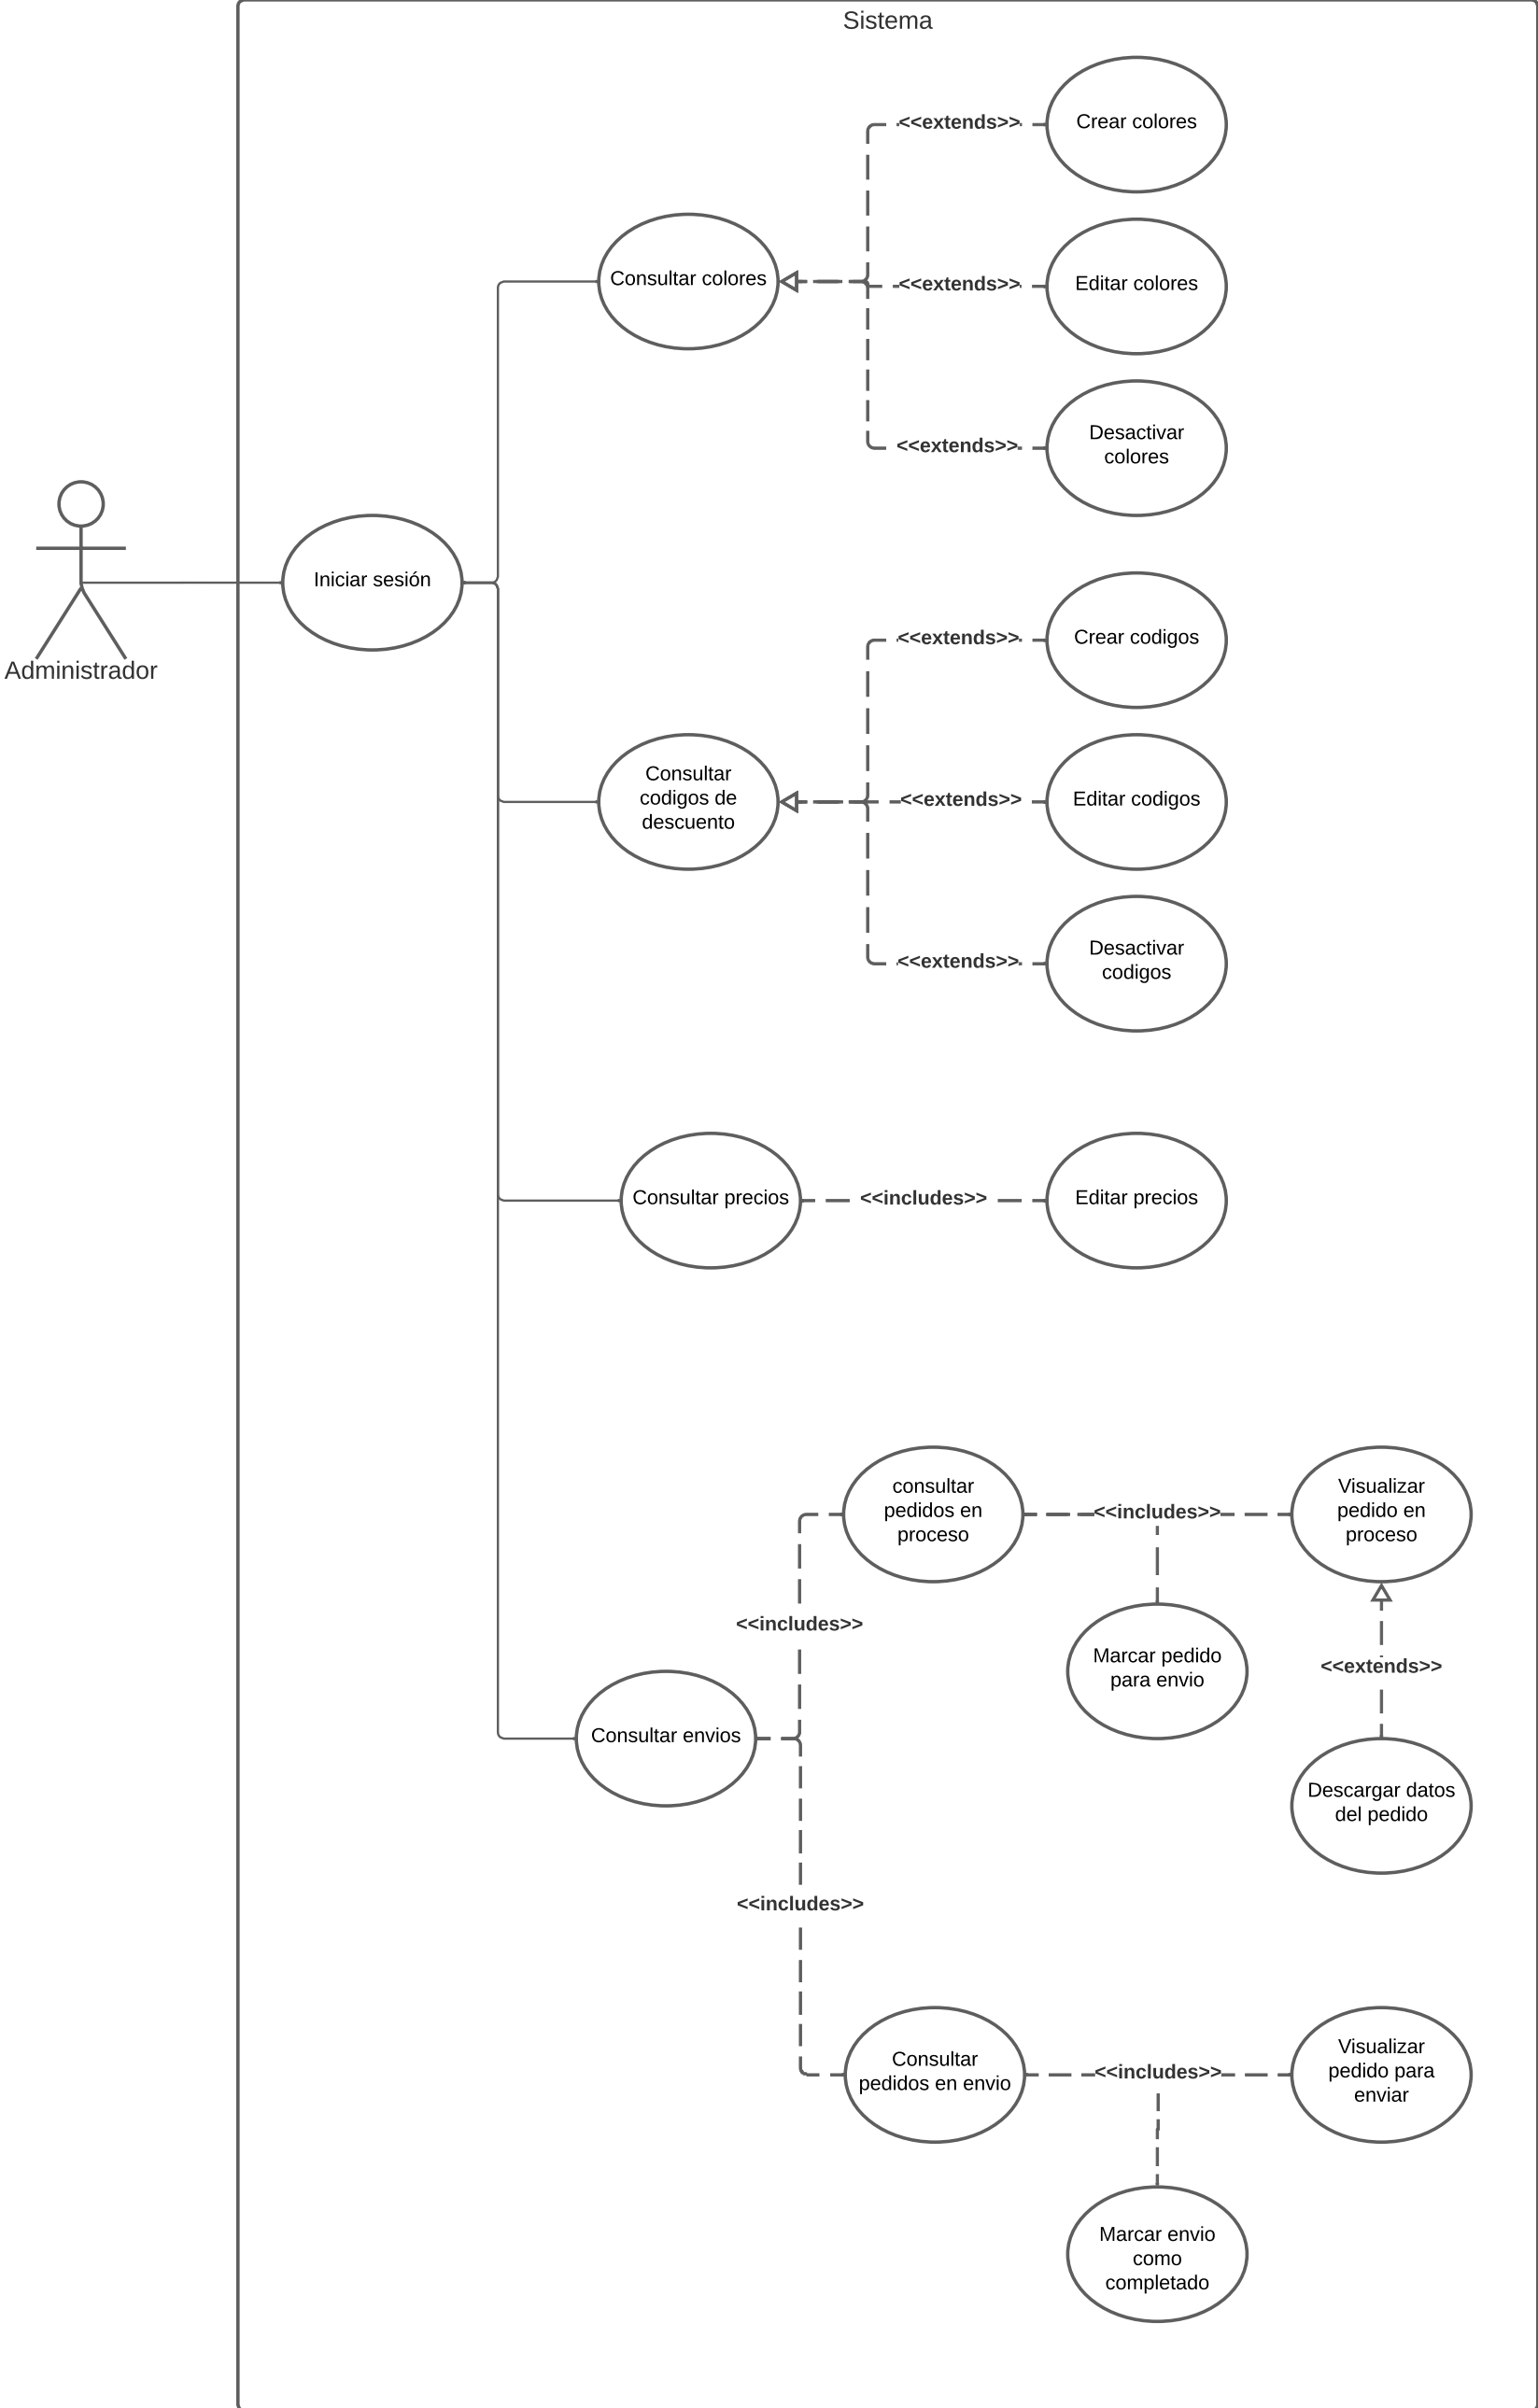 Sistema
<<extends>>
Crear colores
Consultar colores
<<extends>>
Editar colores
<<extends>>
Desactivar
colores
Iniciar sesión
Administrador
<<extends>>
Crear codigos
Consultar
codigos de
descuento
<<extends>>
Editar codigos
<<extends>>
Desactivar
codigos
Consultar precios
<<includes>>
Editar precios
consultar
pedidos en
proceso
<<includes>>
Visualizar
pedido en
proceso
<<includes>>
Marcar pedido
para envio
<<extends>>
Consultar envios
Descargar datos
del pedido
<<includes>>
Consultar
pedidos en envio
<<includes>>
Visualizar
pedido para
enviar
Marcar envio
como
completado